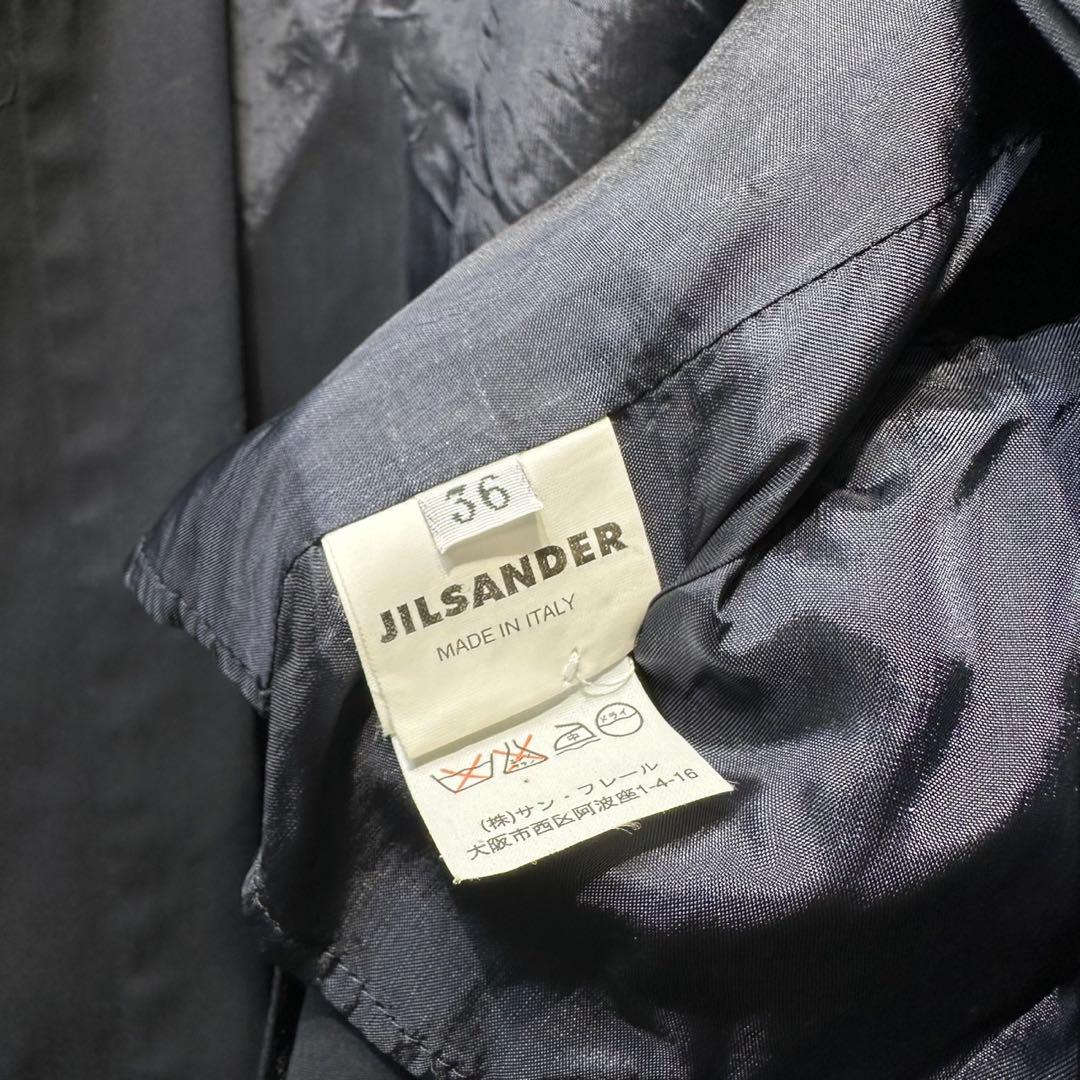 36
JILSANDER
MADE IN ITALY
中 ドライ
(株)サン・フレール
大阪市西区阿波座1-4-16